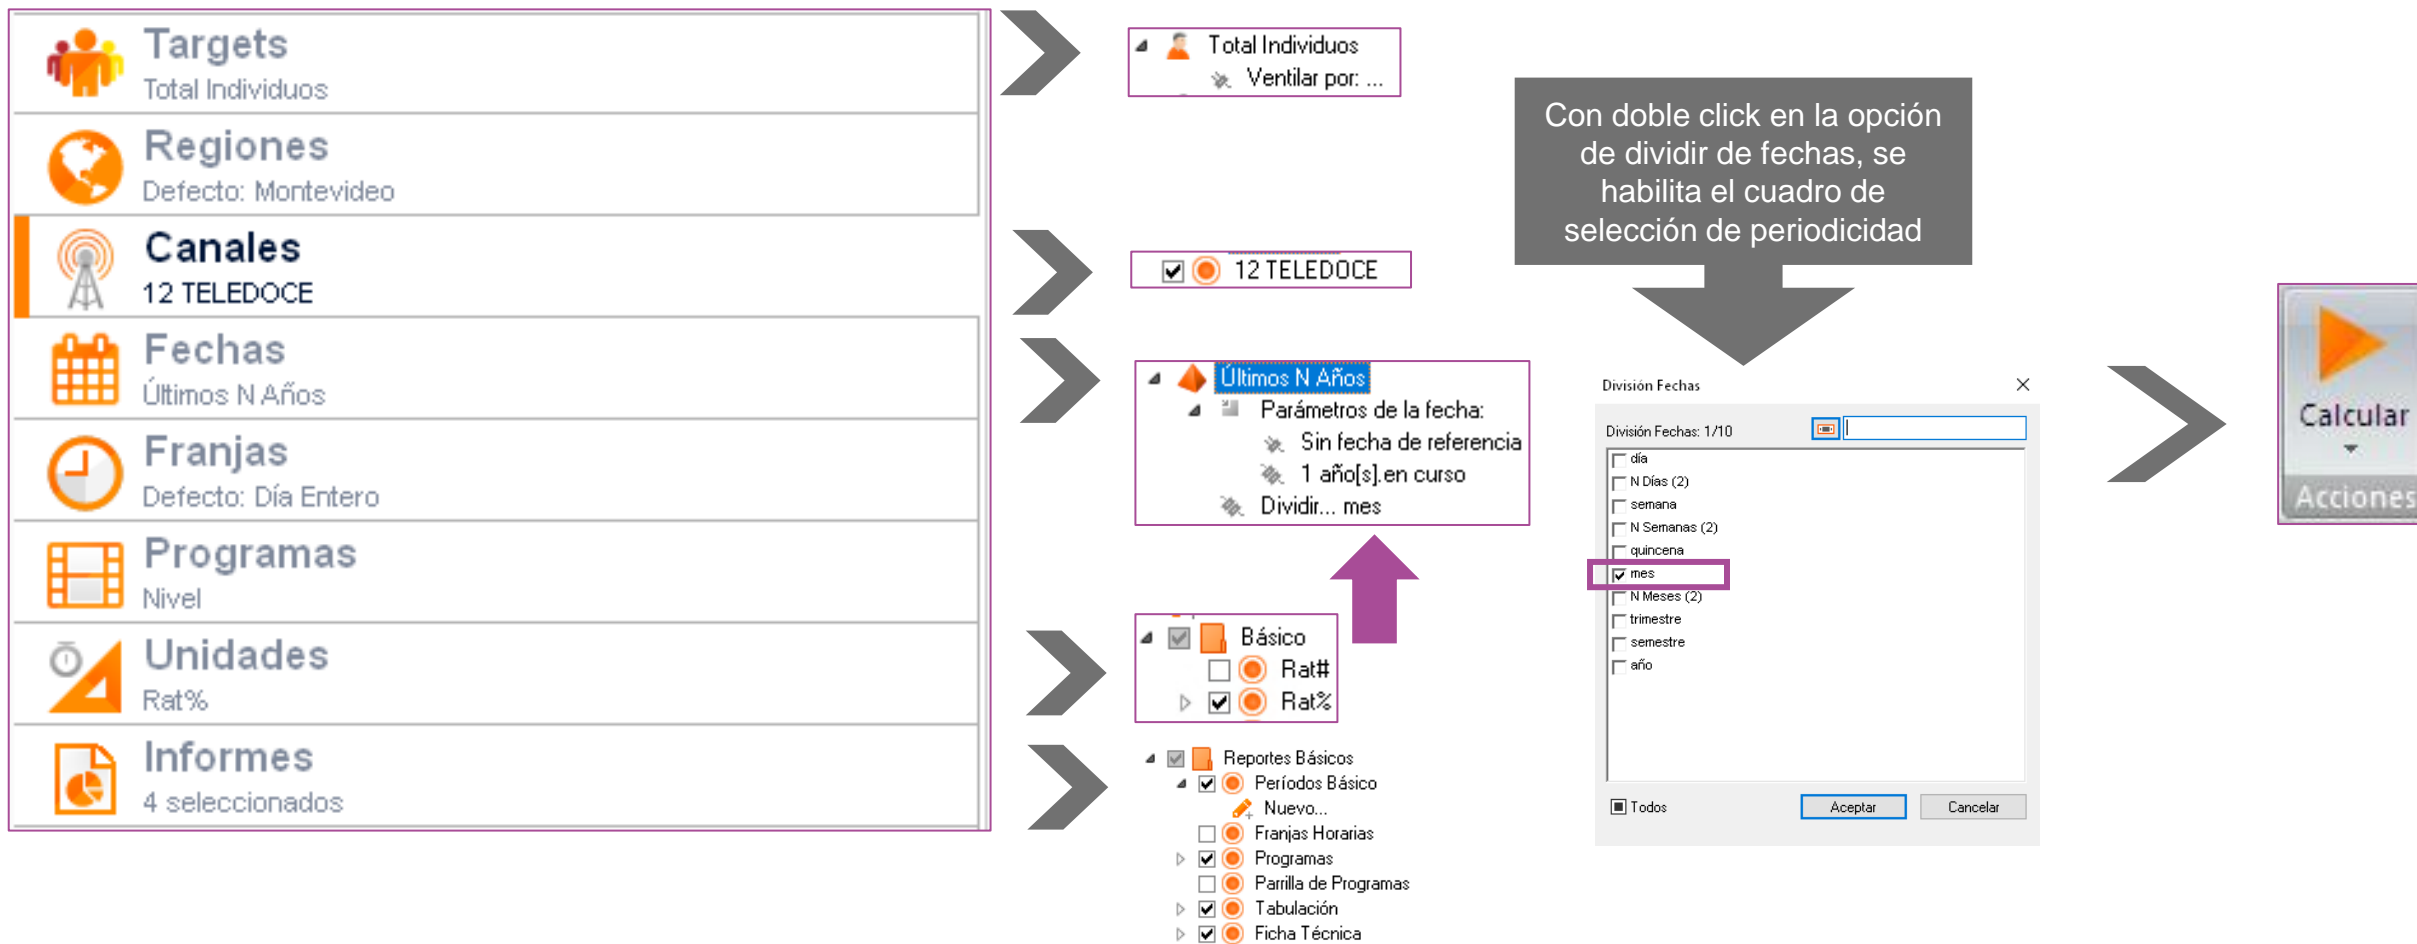 Targets
Total Individuos
Regiones
Defecto: Montevideo
Canales
12 TELEDOCE
Fechas
Últimos N Años
Franjas
Defecto: Día Entero
Programas
Nivel
Unidades
Rat%
Informes
4 seleccionados
Total Individuos
Ventilar por: ...
12 TELEDOCE
Últimos N Años
Parámetros de la fecha:
Sin fecha de referencia
1 año[s].en curso
Dividir... mes
Básico
Rat#
Rat%
Reportes Básicos
Períodos Básico
Nuevo...
Franjas Horarias
Programas
Parrilla de Programas
Tabulación
Ficha Técnica
Con doble click en la opción
de dividir de fechas, se
habilita el cuadro de
selección de periodicidad
División Fechas
División Fechas: 1/10
día
N Días (2)
semana
N Semanas (2)
quincena
mes
N Meses (2)
trimestre
semestre
año
Todos
Aceptar
Cancelar
Calcular
Acciones